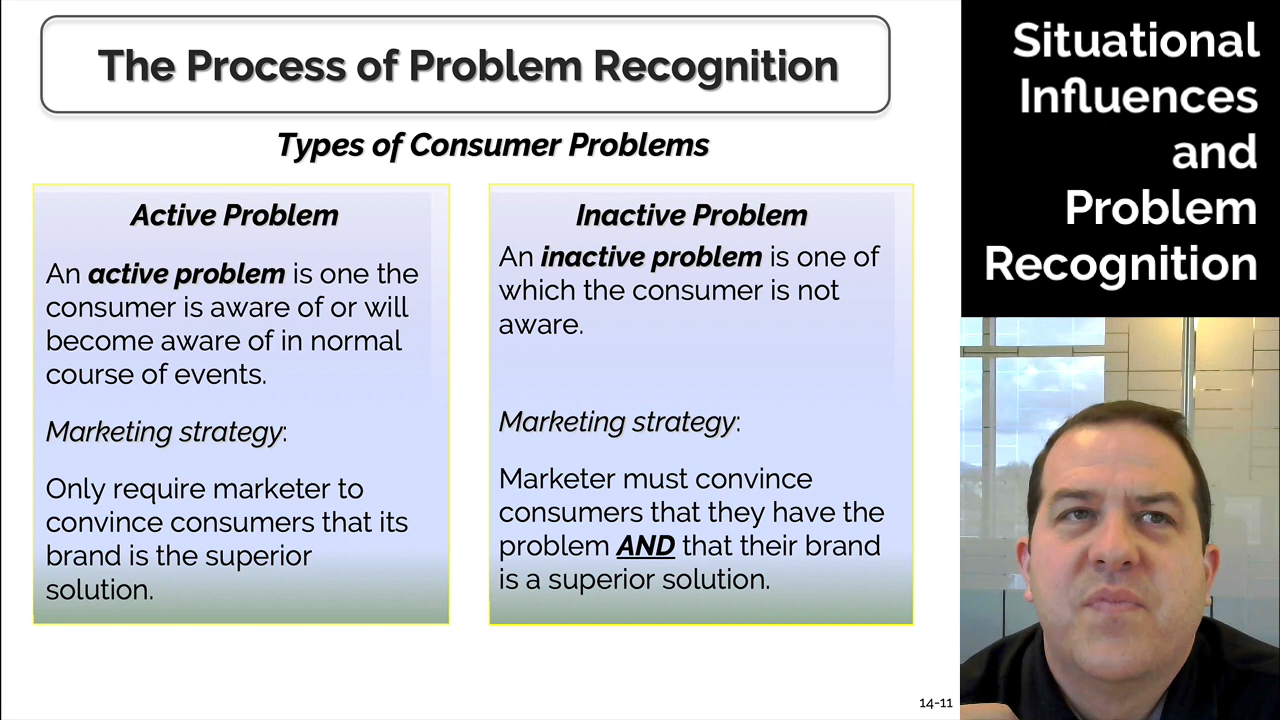 The Process of Problem Recognition
Types of Consumer Problems
Active Problem
An active problem is one the
consumer is aware of or will
become aware of in normal
course of events.
Marketing strategy:
Only require marketer to
convince consumers that its
brand is the superior
solution.
Inactive Problem
An inactive problem is one of
which the consumer is not
aware.
Marketing strategy:
Marketer must convince
consumers that they have the
problem AND that their brand
is a superior solution.
14-11
Situational
Influences
and
Problem
Recognition